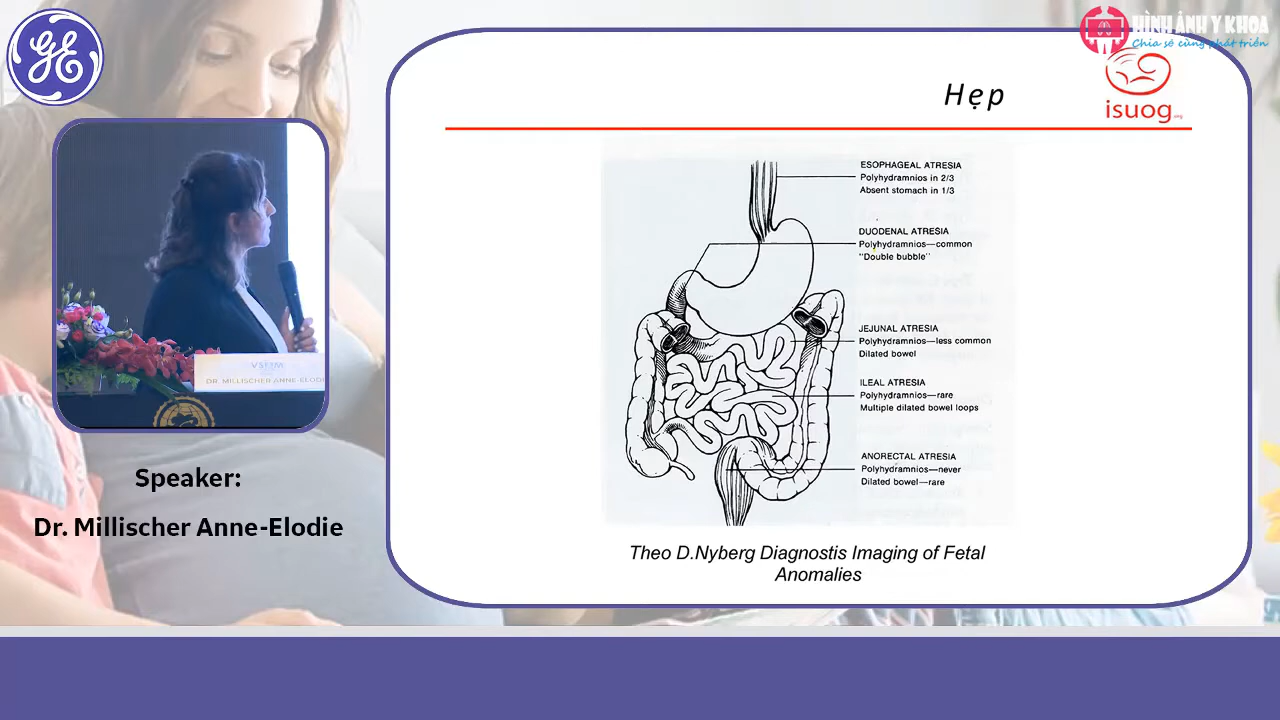 GE
HÌNH ẢNH Y KHOA
Chia sẻ cùng phát triển
isuog.org
Hẹp
ESOPHAGEAL ATRESIA
Polyhydramnios in 2/3
Absent stomach in 1/3
DUODENAL ATRESIA
Polyhydramnios—common
"Double bubble"
JEJUNAL ATRESIA
Polyhydramnios—less common
Dilated bowel
ILEAL ATRESIA
Polyhydramnios—rare
Multiple dilated bowel loops
ANORECTAL ATRESIA
Polyhydramnios—never
Dilated bowel—rare
Theo D.Nyberg Diagnostis Imaging of Fetal
Anomalies
DR. MILLISCHER ANNE-ELODIE
Speaker:
Dr. Millischer Anne-Elodie